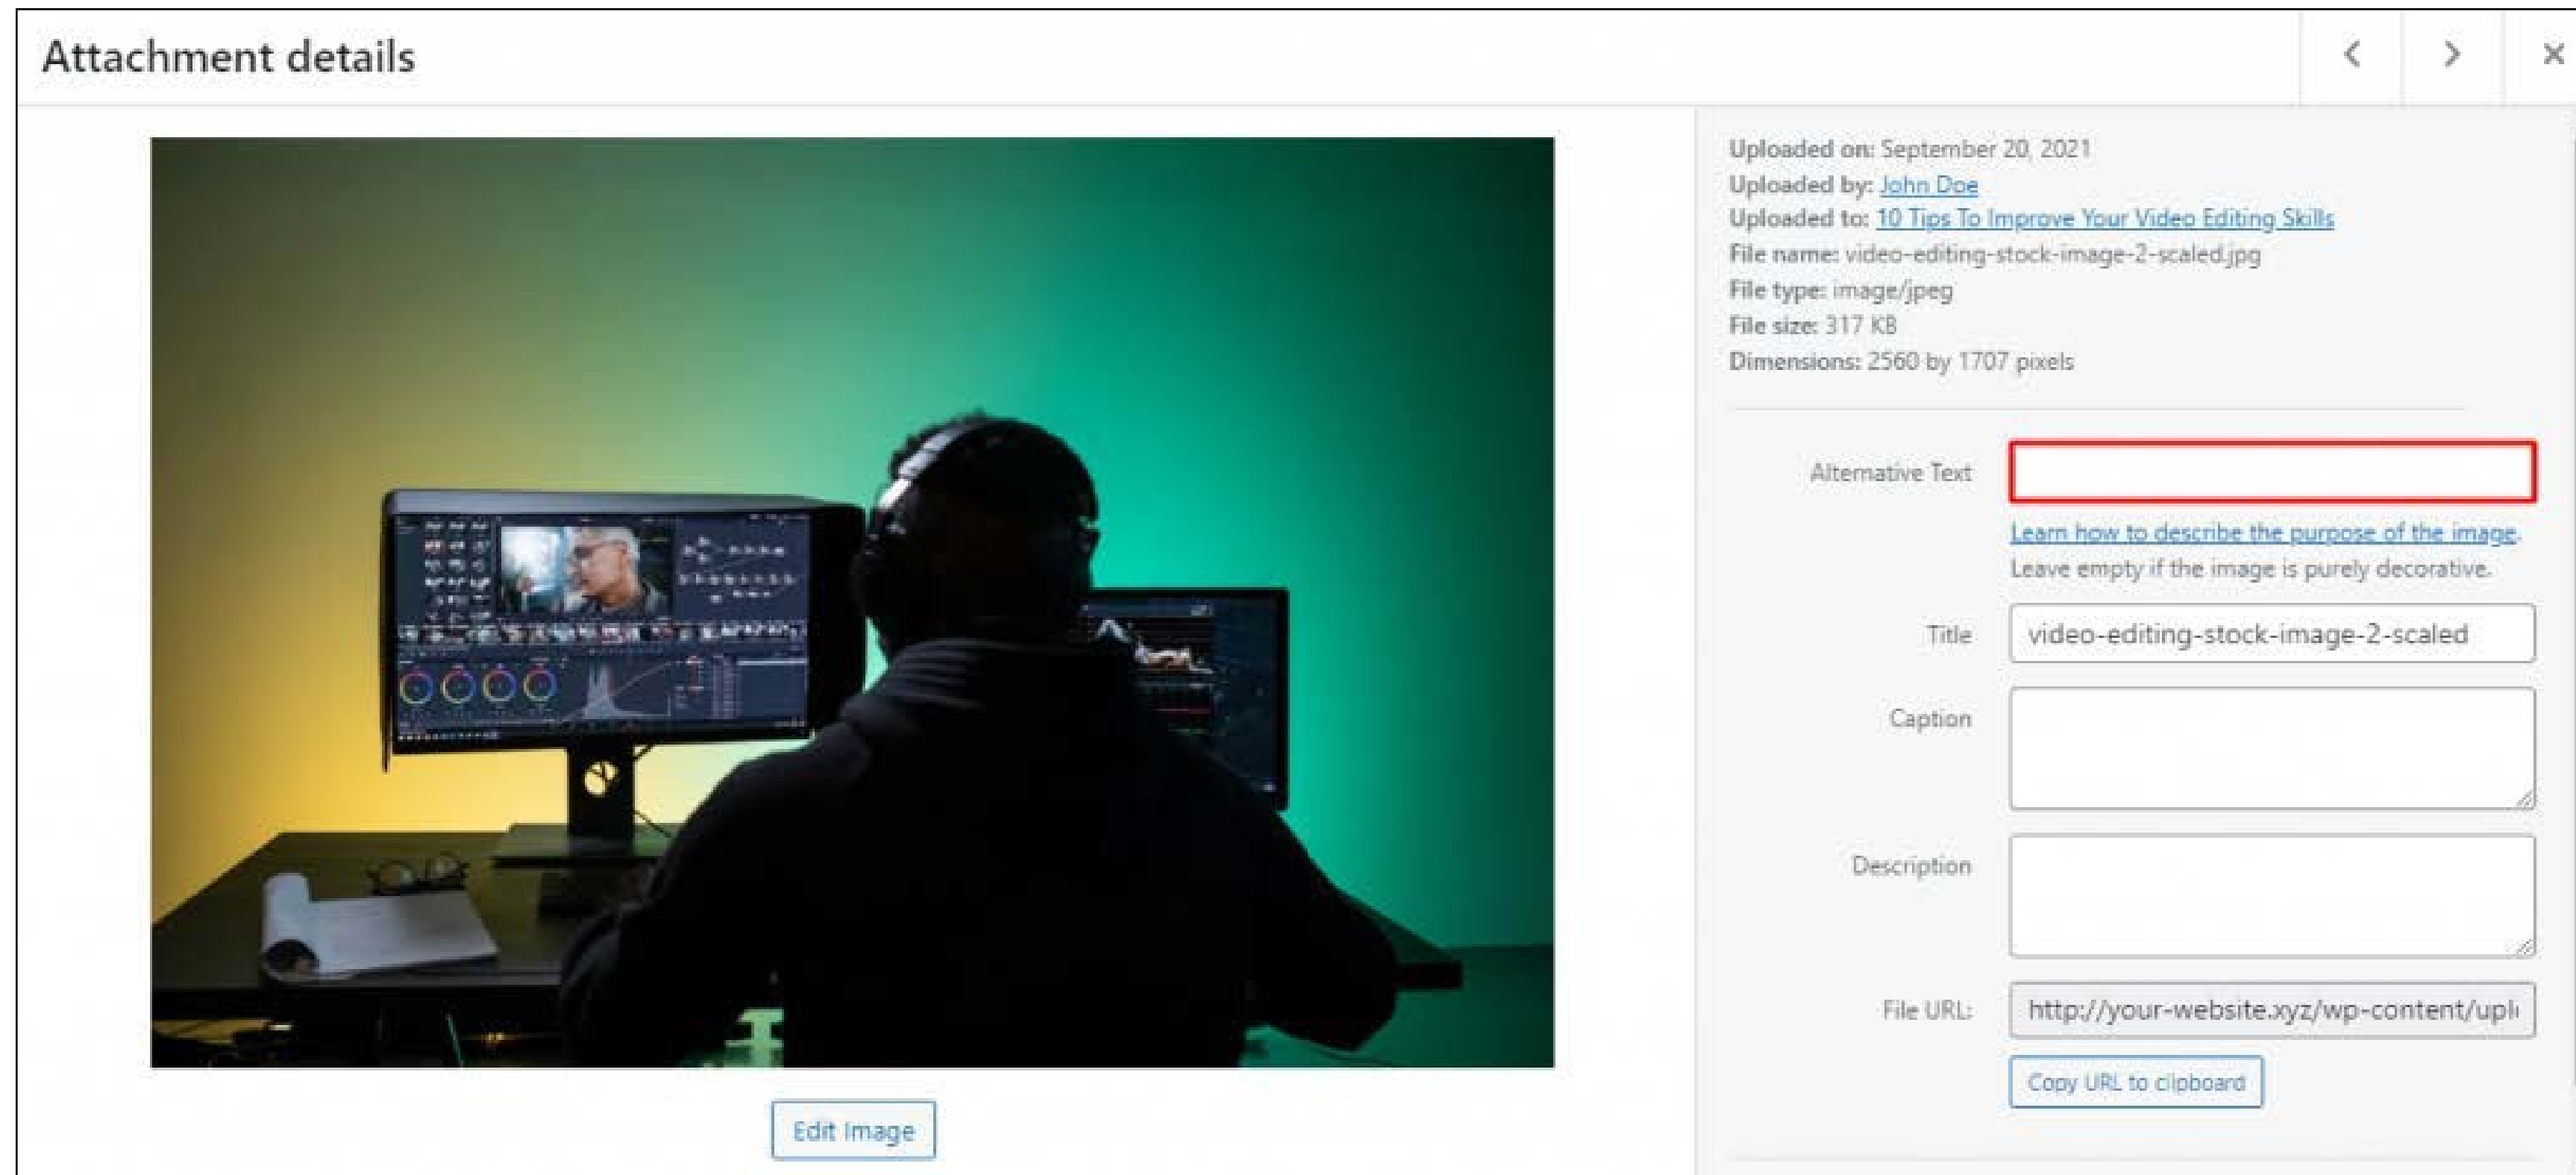 Attachment details
Uploaded on: September 20, 2021
Uploaded by: John Doe
Uploaded to: 10 Tips To Improve Your Video Editing Skills
File name: video-editing-stock-image-2-scaled.jpg
File type: image/jpeg
File size: 317 KB
Dimensions: 2560 by 1707 pixels
Alternative Text
Learn how to describe the purpose of the image.
Leave empty if the image is purely decorative.
Title video-editing-stock-image-2-scaled
Caption
Description
File URL: http://your-website.xyz/wp-content/upl
Copy URL to clipboard
Edit Image